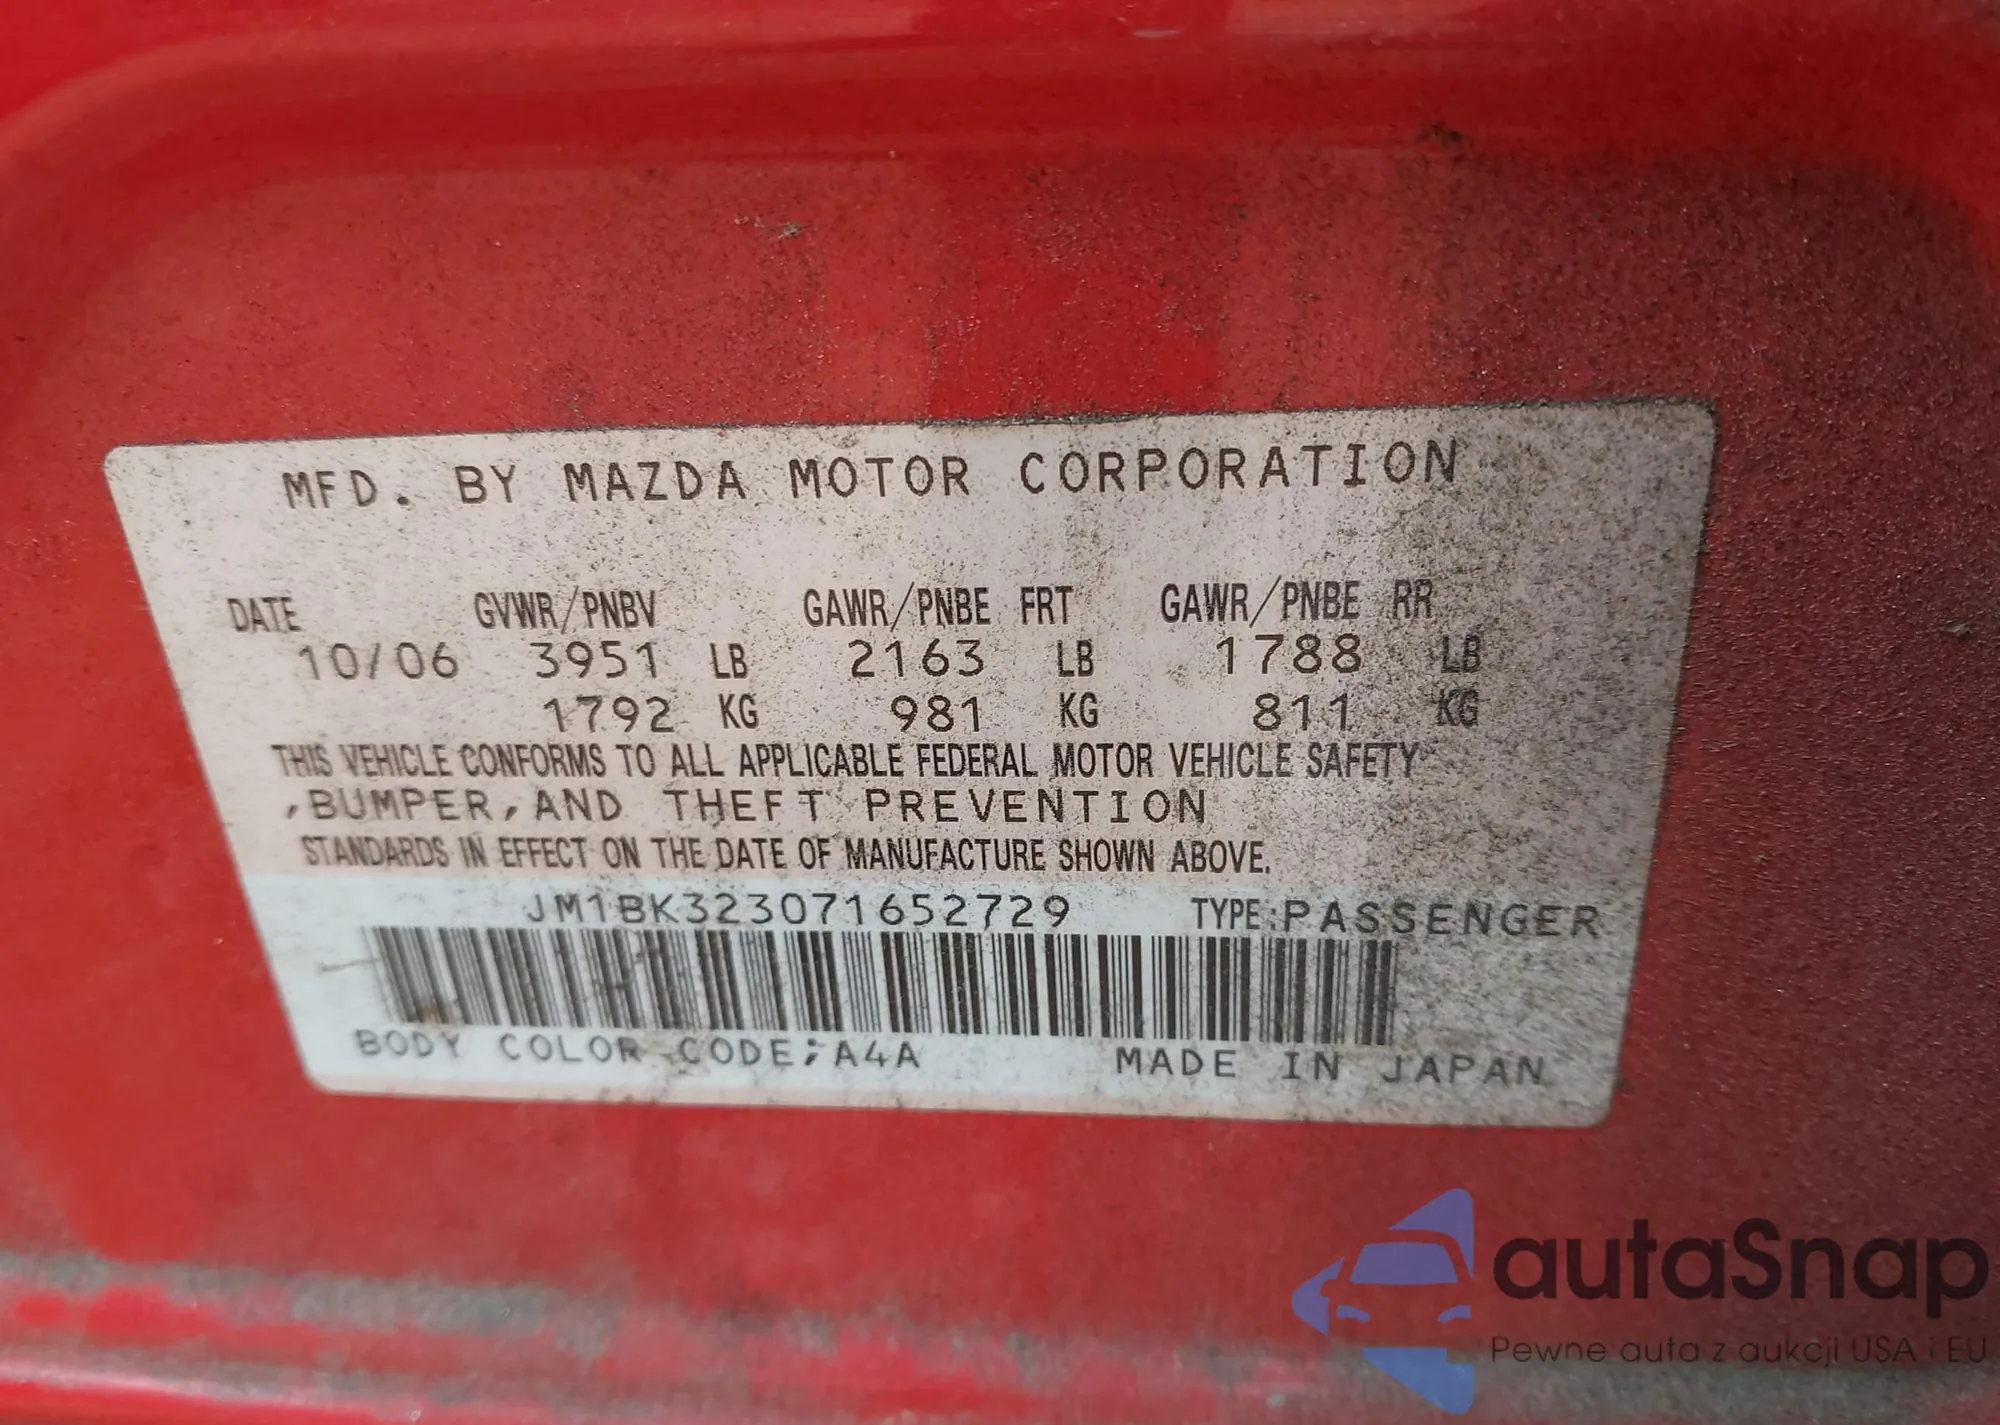 MFD. BY MAZDA MOTOR CORPORATION
DATE GVWR/PNBV GAWR/PNBE FRT GAWR/PNBE RR
10/06 3951 LB 2163 LB 1788 LB
1792 KG 981 KG 811 KG
THIS VEHICLE CONFORMS TO ALL APPLICABLE FEDERAL MOTOR VEHICLE SAFETY
,BUMPER,AND THEFT PREVENTION
STANDARDS IN EFFECT ON THE DATE OF MANUFACTURE SHOWN ABOVE.
JM1BK323071652729 TYPE:PASSENGER
BODY COLOR CODE;A4A MADE IN JAPAN
autaSnap
Pewne auta z aukcji USA i EU